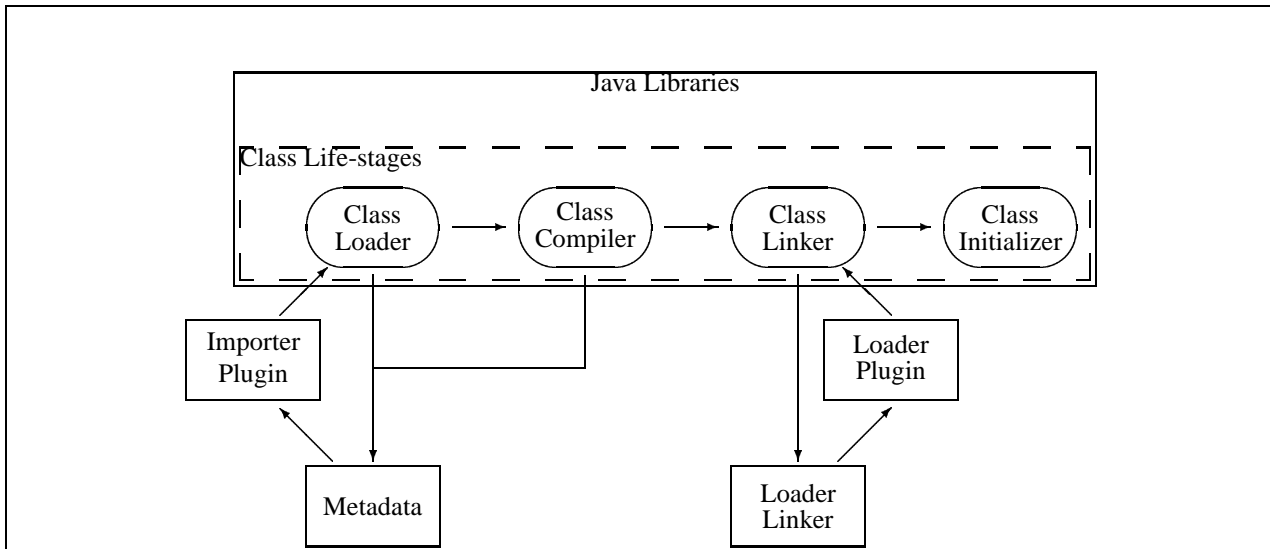 Java Libraries
Class Life-stages
Class
Loader
Class
Compiler
Class
Linker
Class
Initializer
Importer
Plugin
Loader
Plugin
Metadata
Loader
Linker